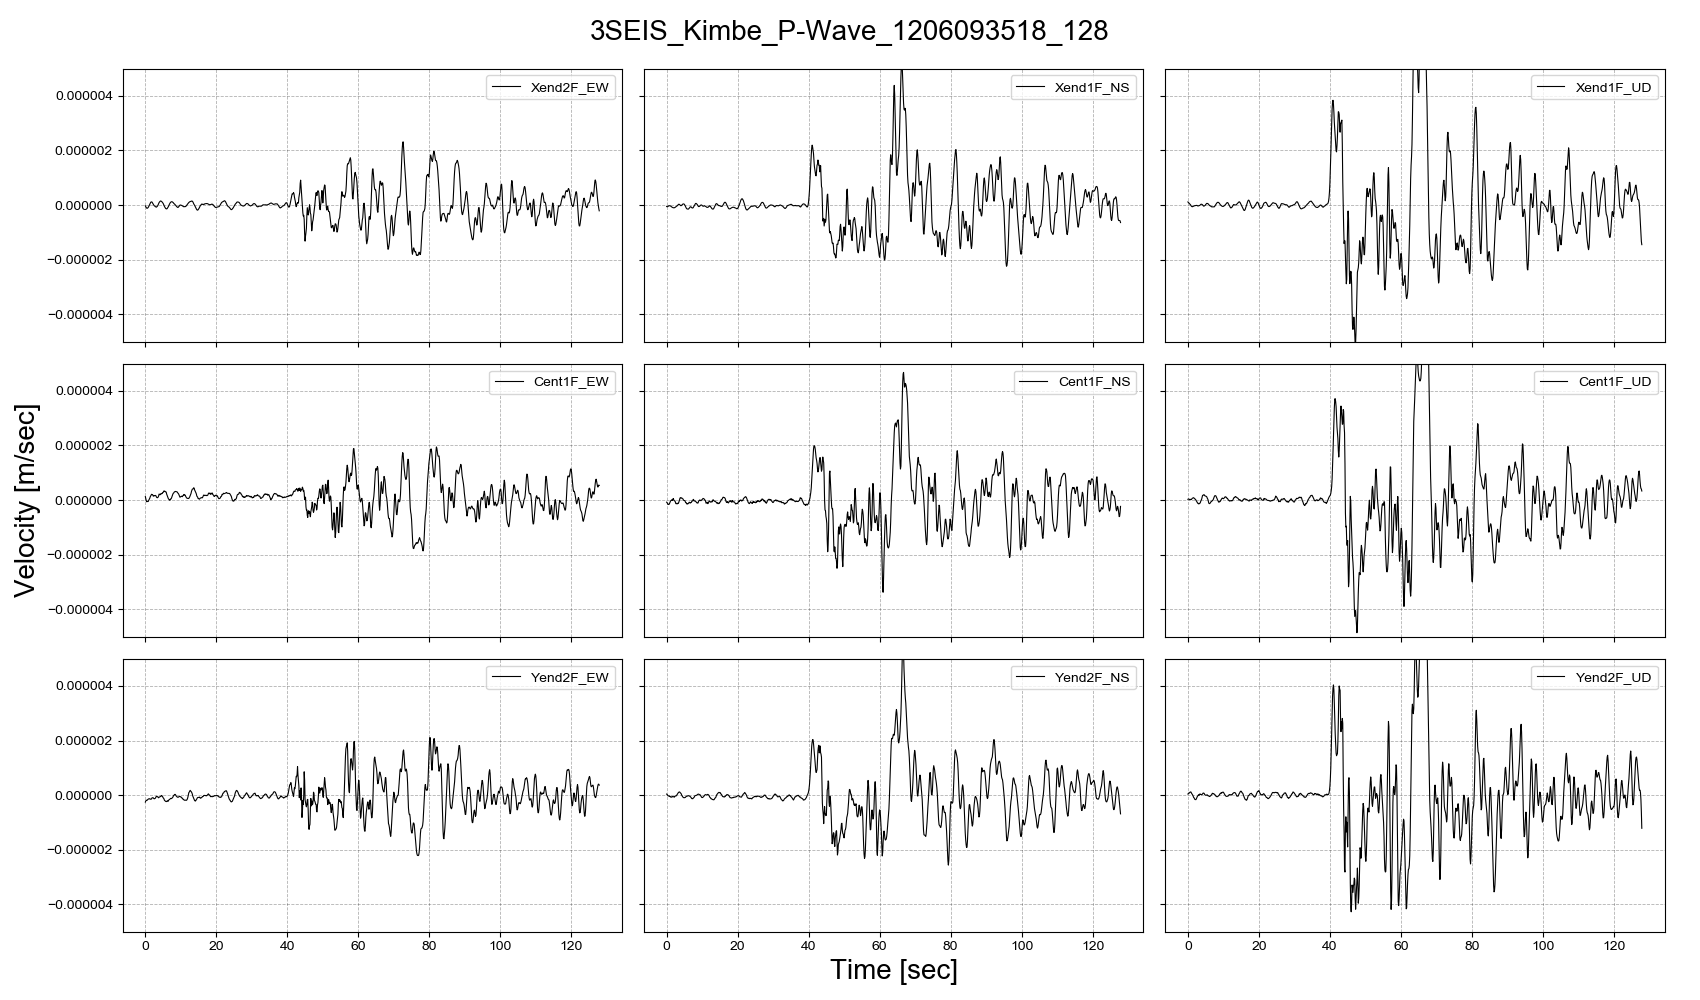 3SEIS_Kimbe_P-Wave_1206093518_128
Velocity [m/sec]
0.000004
0.000002
0.000000
−0.000002
−0.000004
Xend2F_EW
Xend1F_NS
Xend1F_UD
0.000004
0.000002
0.000000
−0.000002
−0.000004
Cent1F_EW
Cent1F_NS
Cent1F_UD
0.000004
0.000002
0.000000
−0.000002
−0.000004
Yend2F_EW
Yend2F_NS
Yend2F_UD
0 20 40 60 80 100 120
0 20 40 60 80 100 120
0 20 40 60 80 100 120
Time [sec]